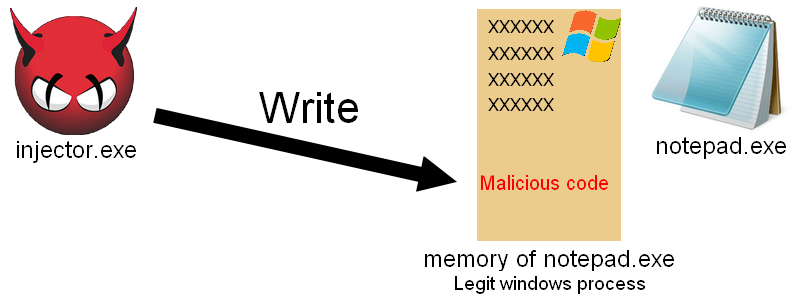 injector.exe
Write
XXXXXX
XXXXXX
XXXXXX
XXXXXX
Malicious code
memory of notepad.exe
Legit windows process
notepad.exe